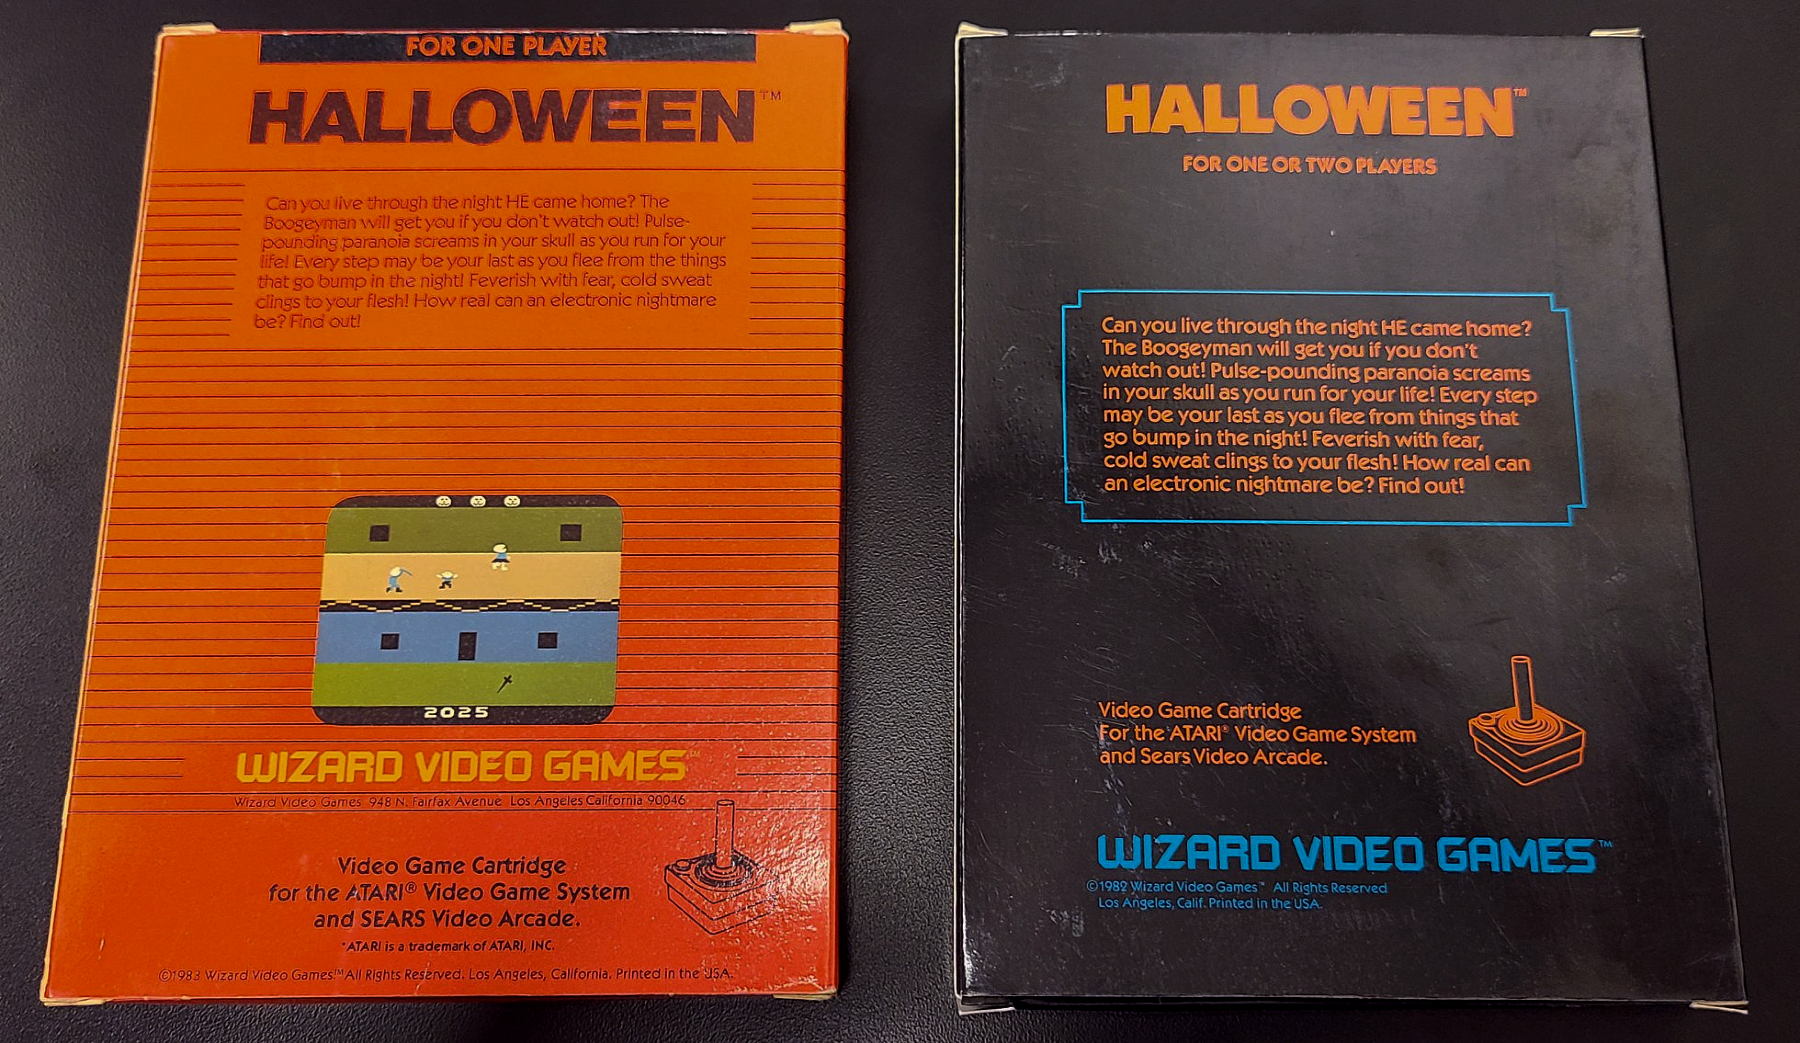 FOR ONE PLAYER
HALLOWEEN™
Can you live through the night HE came home? The
Boogeyman will get you if you don't watch out! Pulse-
pounding paranoia screams in your skull as you run for your
life! Every step may be your last as you flee from the things
that go bump in the night! Feverish with fear, cold sweat
clings to your flesh! How real can an electronic nightmare
be? Find out!
2025
WIZARD VIDEO GAMES™
Wizard Video Games 948 N. Fairfax Avenue Los Angeles California 90046
Video Game Cartridge
for the ATARI® Video Game System
and SEARS Video Arcade.
*ATARI is a trademark of ATARI, INC.
©1983 Wizard Video Games™ All Rights Reserved. Los Angeles, California. Printed in the USA.
HALLOWEEN™
FOR ONE OR TWO PLAYERS
Can you live through the night HE came home?
The Boogeyman will get you if you don't
watch out! Pulse-pounding paranoia screams
in your skull as you run for your life! Every step
may be your last as you flee from things that
go bump in the night! Feverish with fear,
cold sweat clings to your flesh! How real can
an electronic nightmare be? Find out!
Video Game Cartridge
For the ATARI® Video Game System
and Sears Video Arcade.
WIZARD VIDEO GAMES™
©1982 Wizard Video Games™ All Rights Reserved
Los Angeles, Calif. Printed in the USA.